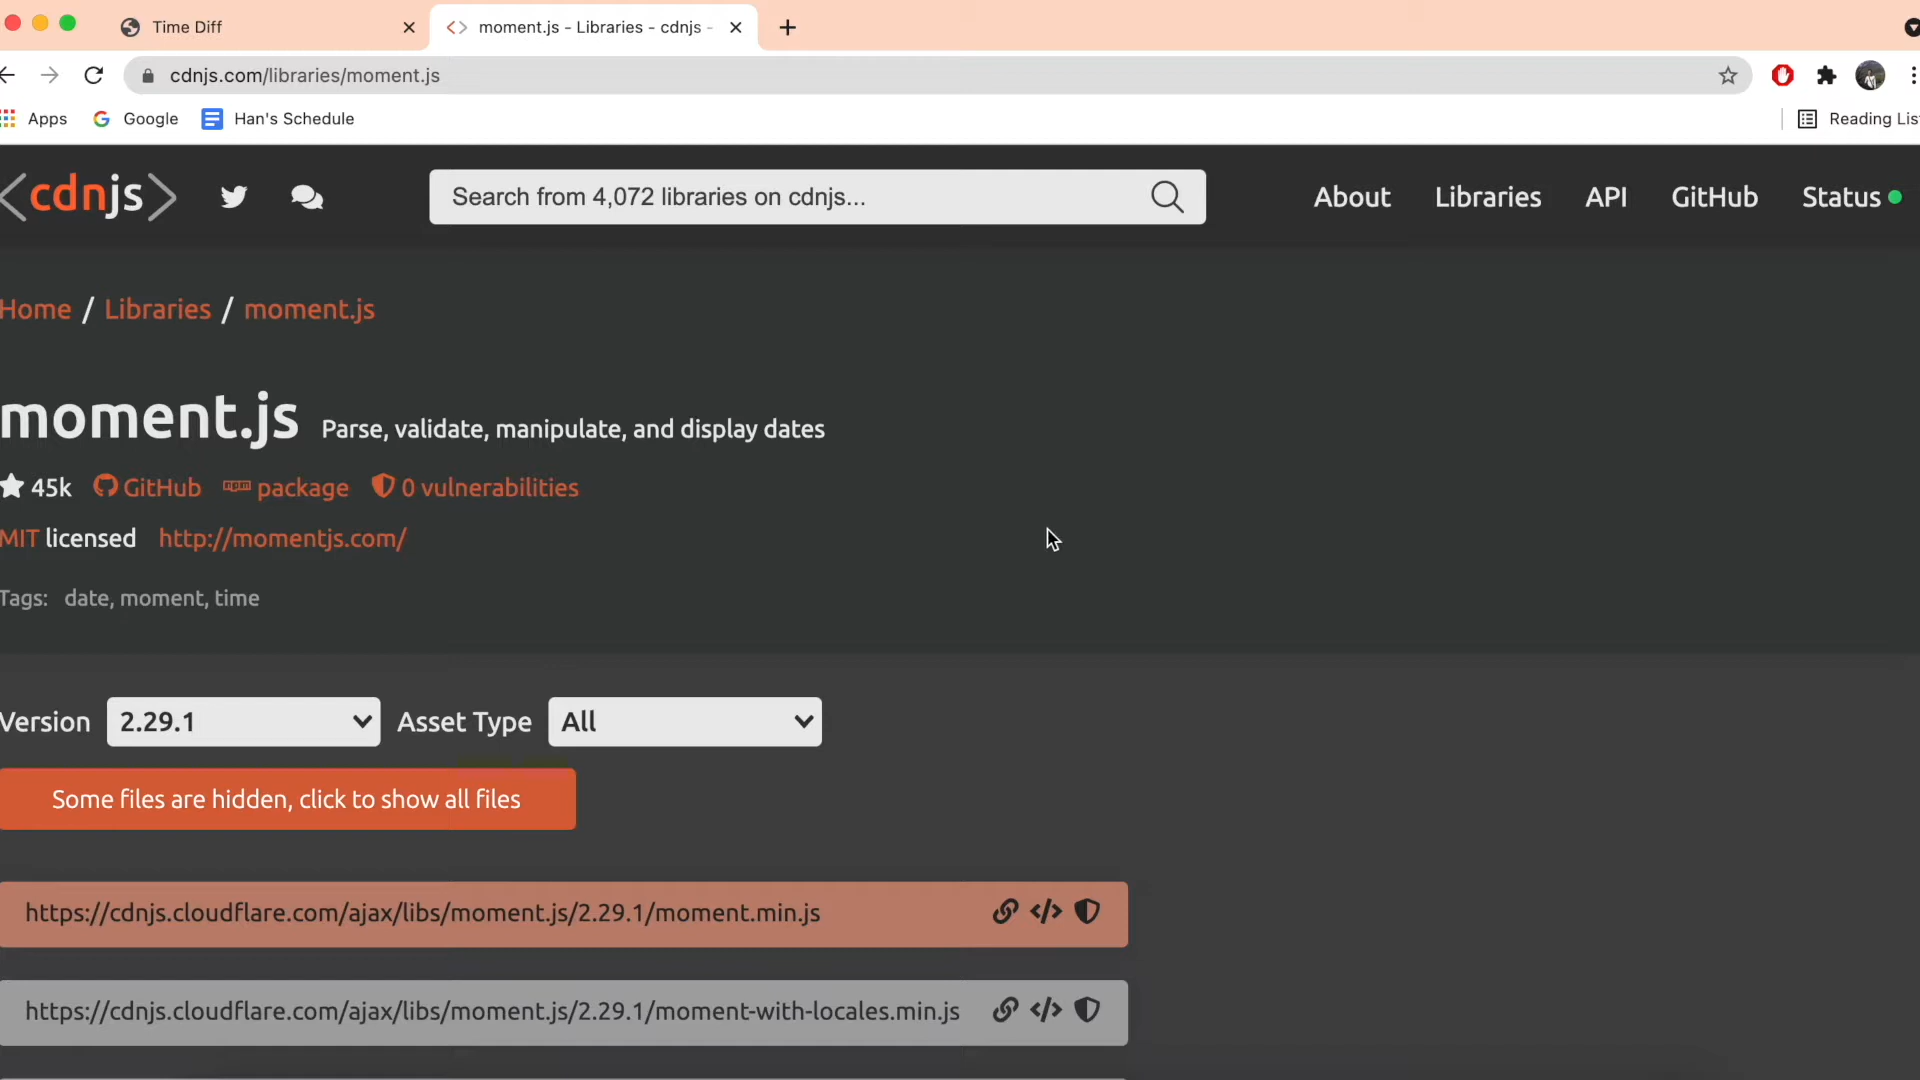 Time Diff
moment.js - Libraries - cdnjs -
cdnjs.com/libraries/moment.js
Apps
Google
Han's Schedule
Reading Lis
<cdnjs>
Search from 4,072 libraries on cdnjs...
About
Libraries
API
GitHub
Status
Home / Libraries / moment.js
moment.js Parse, validate, manipulate, and display dates
45k GitHub npm package 0 vulnerabilities
MIT licensed http://momentjs.com/
Tags: date, moment, time
Version 2.29.1 Asset Type All
Some files are hidden, click to show all files
https://cdnjs.cloudflare.com/ajax/libs/moment.js/2.29.1/moment.min.js
https://cdnjs.cloudflare.com/ajax/libs/moment.js/2.29.1/moment-with-locales.min.js